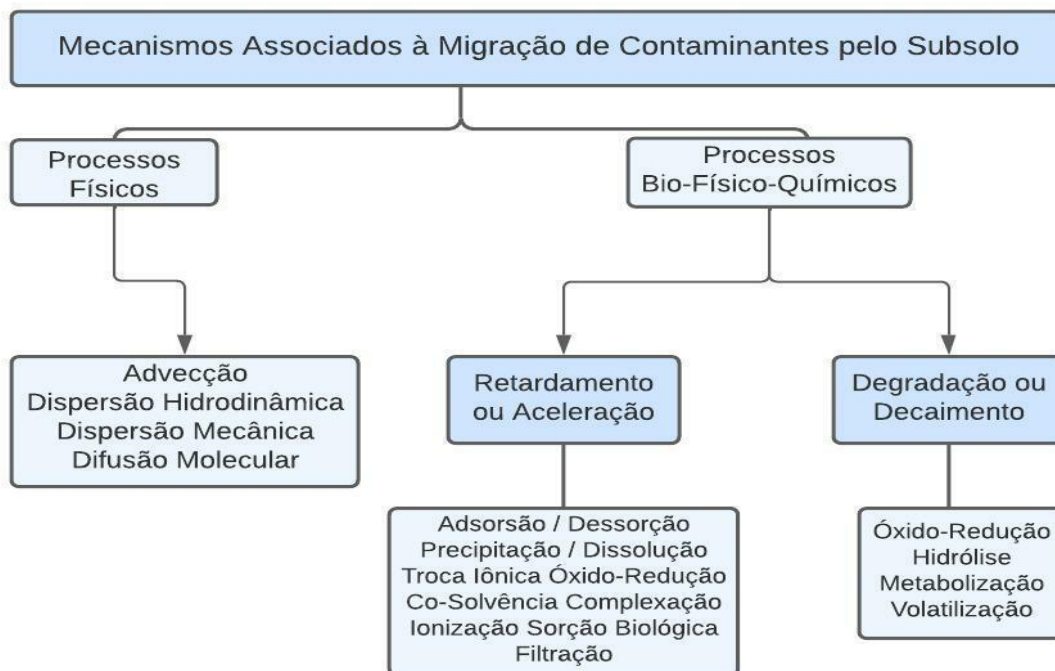 Mecanismos Associados à Migração de Contaminantes pelo Subsolo
Processos
Físicos
Processos
Bio-Físico-Químicos
Advecção
Dispersão Hidrodinâmica
Dispersão Mecânica
Difusão Molecular
Retardamento
ou Aceleração
Degradação ou
Decaimento
Adsorsão / Dessorção
Precipitação / Dissolução
Troca Iônica Óxido-Redução
Co-Solvência Complexação
Ionização Sorção Biológica
Filtração
Óxido-Redução
Hidrólise
Metabolização
Volatilização